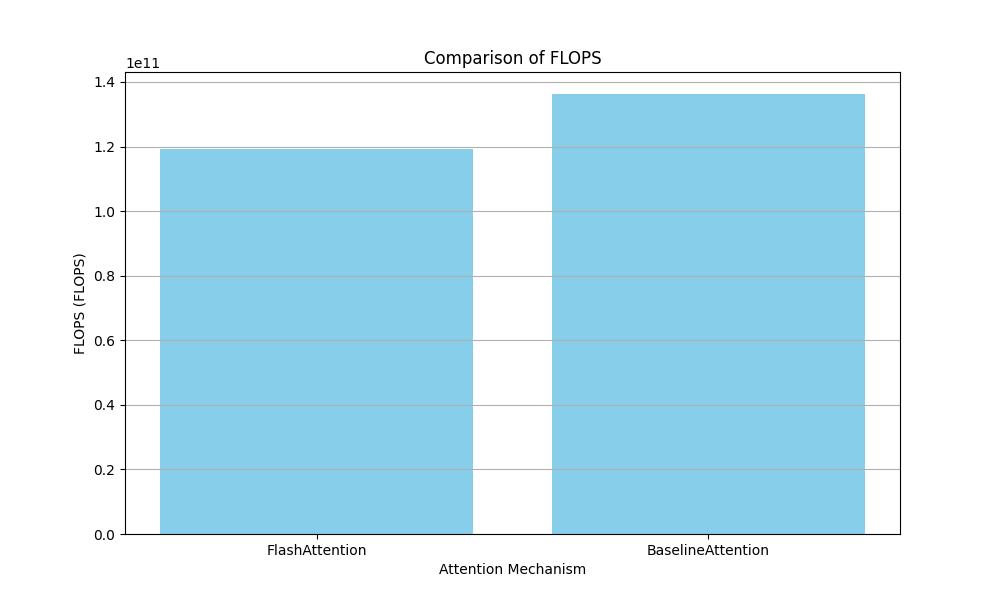 Comparison of FLOPS
1e11
1.4
1.2
1.0
0.8
0.6
0.4
0.2
0.0
FLOPS (FLOPS)
FlashAttention
BaselineAttention
Attention Mechanism